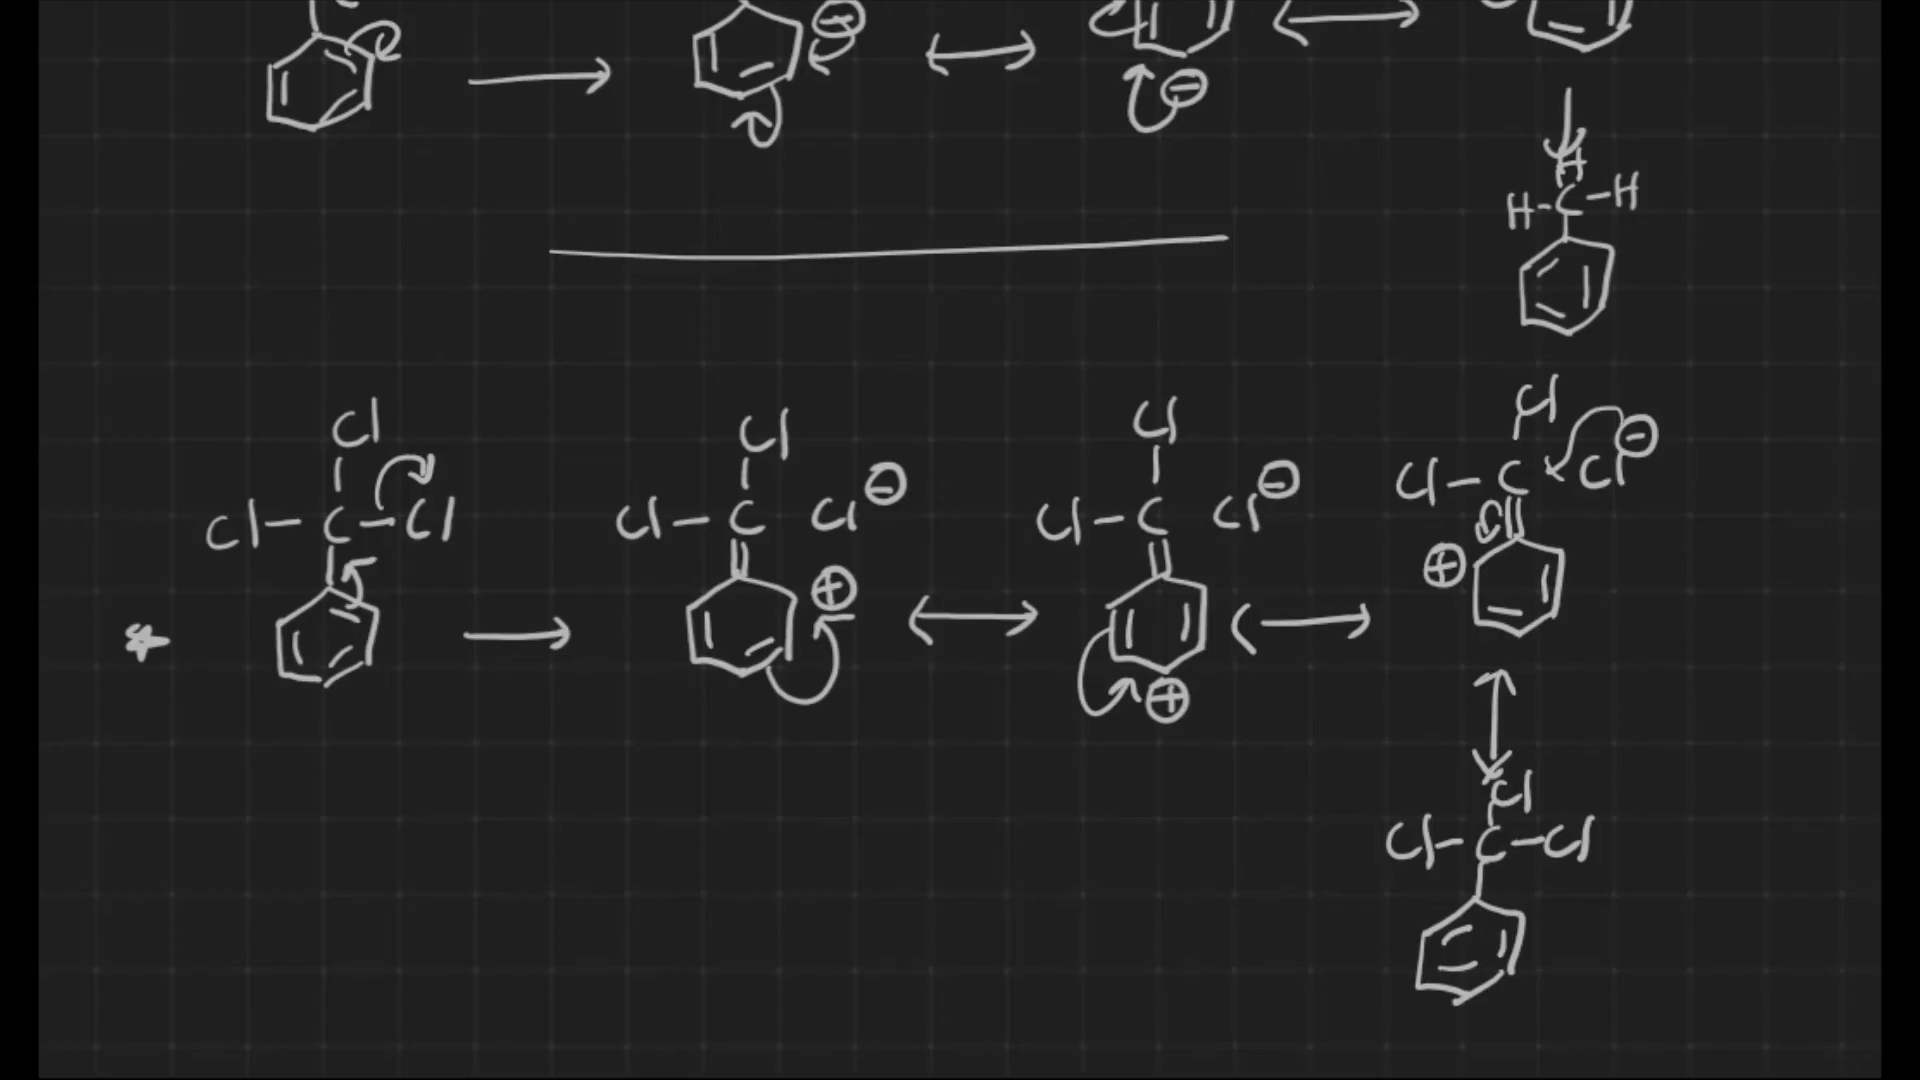 ⊖
⊖
H
H-C-H
Cl Cl Cl Cl
Cl-C-Cl Cl-C Cl⊖ Cl-C Cl⊖ Cl-C Cl⊖
⊕ ⊕
* ⊕
Cl
Cl-C-Cl